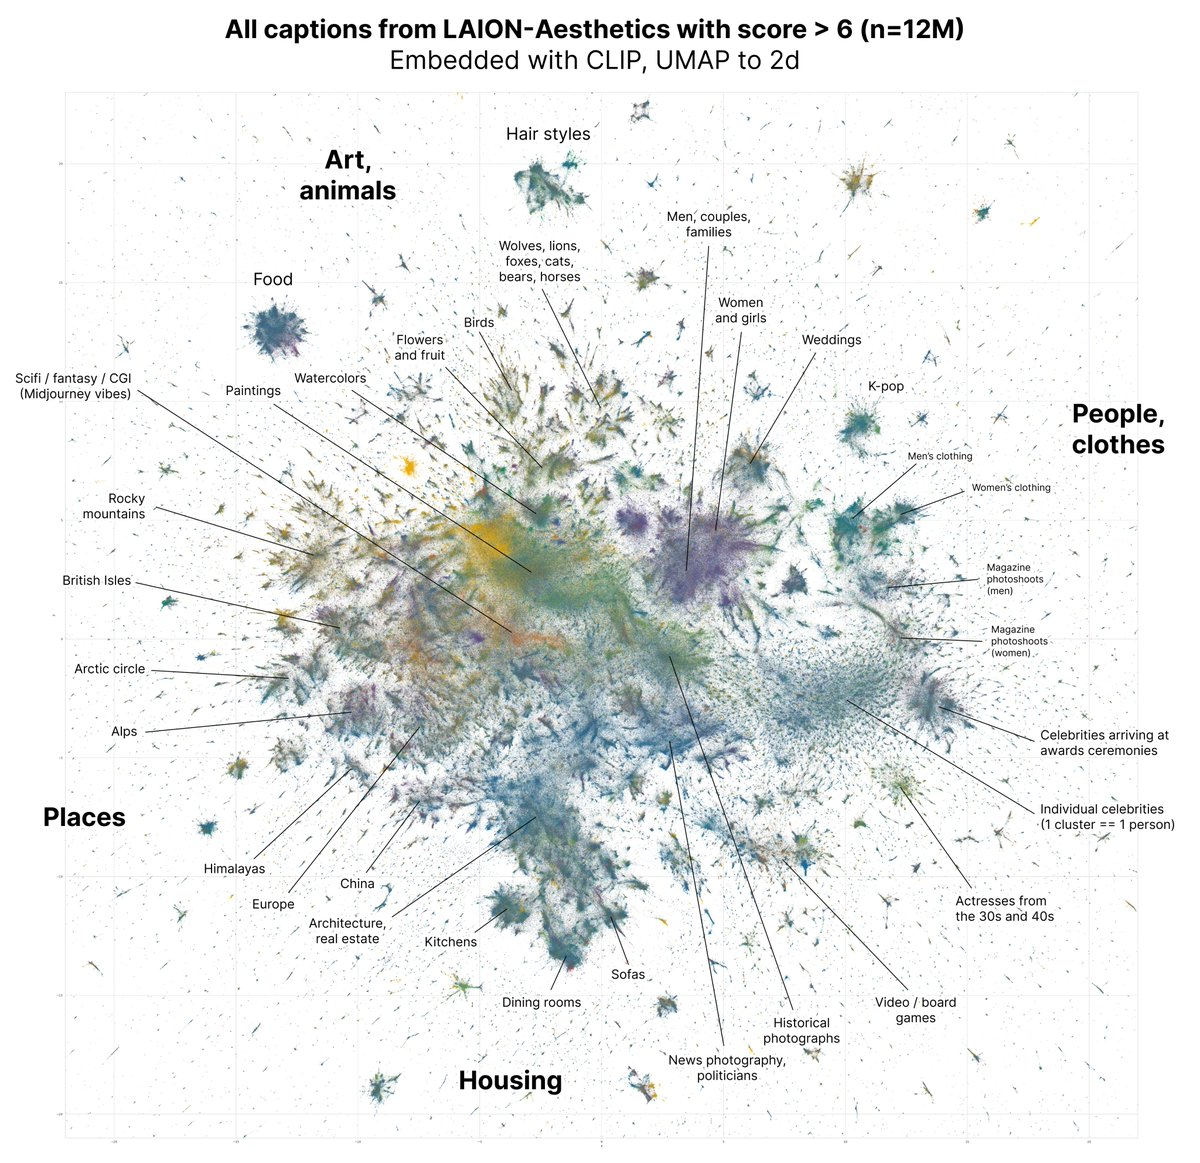 All captions from LAION-Aesthetics with score > 6 (n=12M)
Embedded with CLIP, UMAP to 2d
Hair styles
Art,
animals
Men, couples,
families
Wolves, lions,
foxes, cats,
bears, horses
Food
Women
and girls
Birds
Flowers
and fruit
Weddings
Scifi / fantasy / CGI
(Midjourney vibes)
Watercolors
Paintings
K-pop
People,
clothes
Men's clothing
Women's clothing
Rocky
mountains
British Isles
Magazine
photoshoots
(men)
Magazine
photoshoots
(women)
Arctic circle
Alps
Celebrities arriving at
awards ceremonies
Places
Individual celebrities
(1 cluster == 1 person)
Himalayas
China
Europe
Actresses from
the 30s and 40s
Architecture,
real estate
Kitchens
Sofas
Dining rooms
Video / board
games
Historical
photographs
News photography,
politicians
Housing